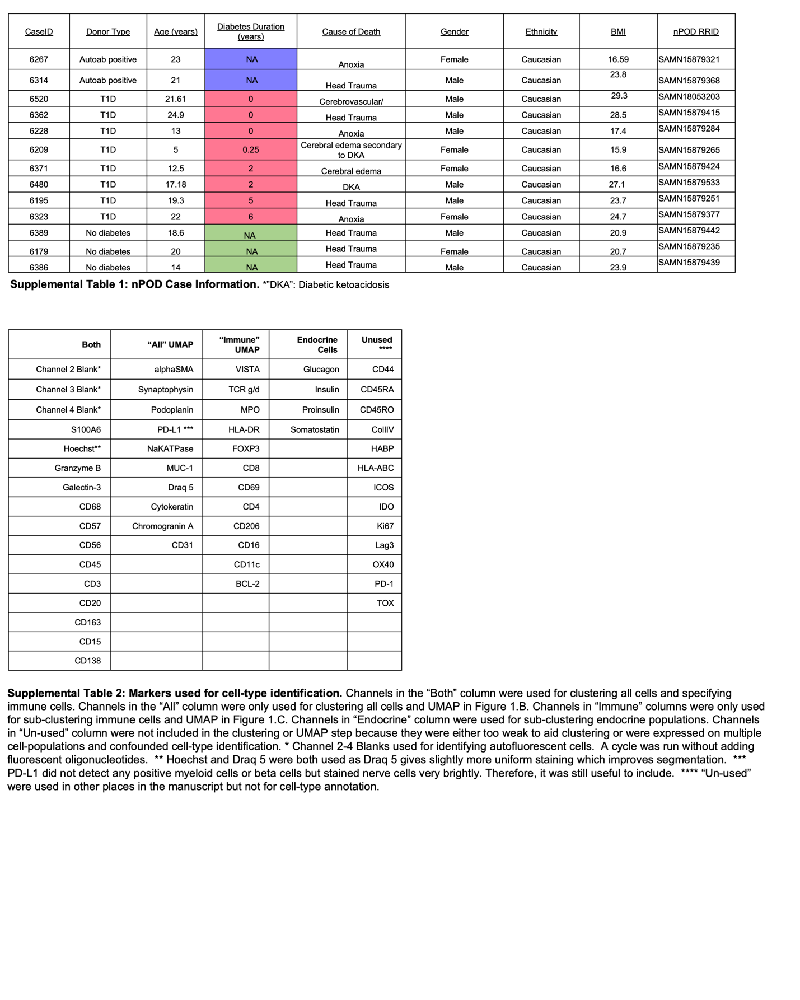 CaseID Donor Type Age (years) Diabetes Duration (years) Cause of Death Gender Ethnicity BMI nPOD RRID
6267 Autoab positive 23 NA Anoxia Female Caucasian 16.59 SAMN15879321
6314 Autoab positive 21 NA Head Trauma Male Caucasian 23.8 SAMN15879368
6520 T1D 21.61 0 Cerebrovascular/ Male Caucasian 29.3 SAMN18053203
6362 T1D 24.9 0 Head Trauma Male Caucasian 28.5 SAMN15879415
6228 T1D 13 0 Anoxia Male Caucasian 17.4 SAMN15879284
6209 T1D 5 0.25 Cerebral edema secondary to DKA Female Caucasian 15.9 SAMN15879265
6371 T1D 12.5 2 Cerebral edema Female Caucasian 16.6 SAMN15879424
6480 T1D 17.18 2 DKA Male Caucasian 27.1 SAMN15879533
6195 T1D 19.3 5 Head Trauma Male Caucasian 23.7 SAMN15879251
6323 T1D 22 6 Anoxia Female Caucasian 24.7 SAMN15879377
6389 No diabetes 18.6 NA Head Trauma Male Caucasian 20.9 SAMN15879442
6179 No diabetes 20 NA Head Trauma Female Caucasian 20.7 SAMN15879235
6386 No diabetes 14 NA Head Trauma Male Caucasian 23.9 SAMN15879439
Supplemental Table 1: nPOD Case Information. *”DKA”: Diabetic ketoacidosis
Both “All” UMAP “Immune” UMAP Endocrine Cells Unused ****
Channel 2 Blank* alphaSMA VISTA Glucagon CD44
Channel 3 Blank* Synaptophysin TCR g/d Insulin CD45RA
Channel 4 Blank* Podoplanin MPO Proinsulin CD45RO
S100A6 PD-L1 *** HLA-DR Somatostatin CollIV
Hoechst** NaKATPase FOXP3 HABP
Granzyme B MUC-1 CD8 HLA-ABC
Galectin-3 Draq 5 CD69 ICOS
CD68 Cytokeratin CD4 IDO
CD57 Chromogranin A CD206 Ki67
CD56 CD31 CD16 Lag3
CD45 CD11c OX40
CD3 BCL-2 PD-1
CD20 TOX
CD163
CD15
CD138
Supplemental Table 2: Markers used for cell-type identification. Channels in the “Both” column were used for clustering all cells and specifying
immune cells. Channels in the “All” column were only used for clustering all cells and UMAP in Figure 1.B. Channels in “Immune” columns were only used
for sub-clustering immune cells and UMAP in Figure 1.C. Channels in “Endocrine” column were used for sub-clustering endocrine populations. Channels
in “Un-used” column were not included in the clustering or UMAP step because they were either too weak to aid clustering or were expressed on multiple
cell-populations and confounded cell-type identification. * Channel 2-4 Blanks used for identifying autofluorescent cells. A cycle was run without adding
fluorescent oligonucleotides. ** Hoechst and Draq 5 were both used as Draq 5 gives slightly more uniform staining which improves segmentation. ***
PD-L1 did not detect any positive myeloid cells or beta cells but stained nerve cells very brightly. Therefore, it was still useful to include. **** “Un-used”
were used in other places in the manuscript but not for cell-type annotation.